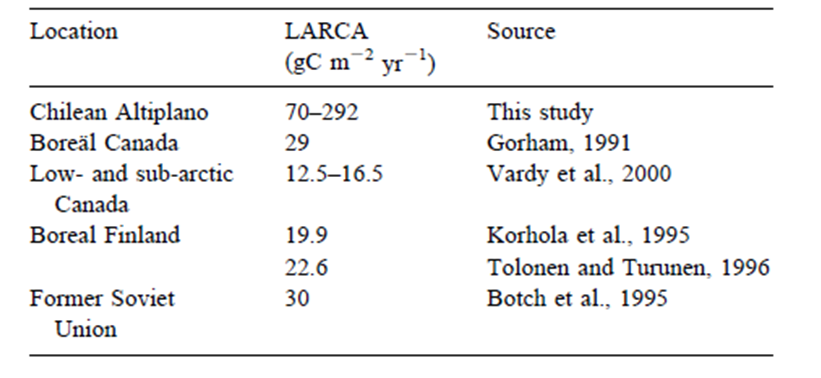 Location LARCA Source
(gC m⁻² yr⁻¹)
Chilean Altiplano 70–292 This study
Boreäl Canada 29 Gorham, 1991
Low- and sub-arctic 12.5–16.5 Vardy et al., 2000
Canada
Boreal Finland 19.9 Korhola et al., 1995
22.6 Tolonen and Turunen, 1996
Former Soviet 30 Botch et al., 1995
Union